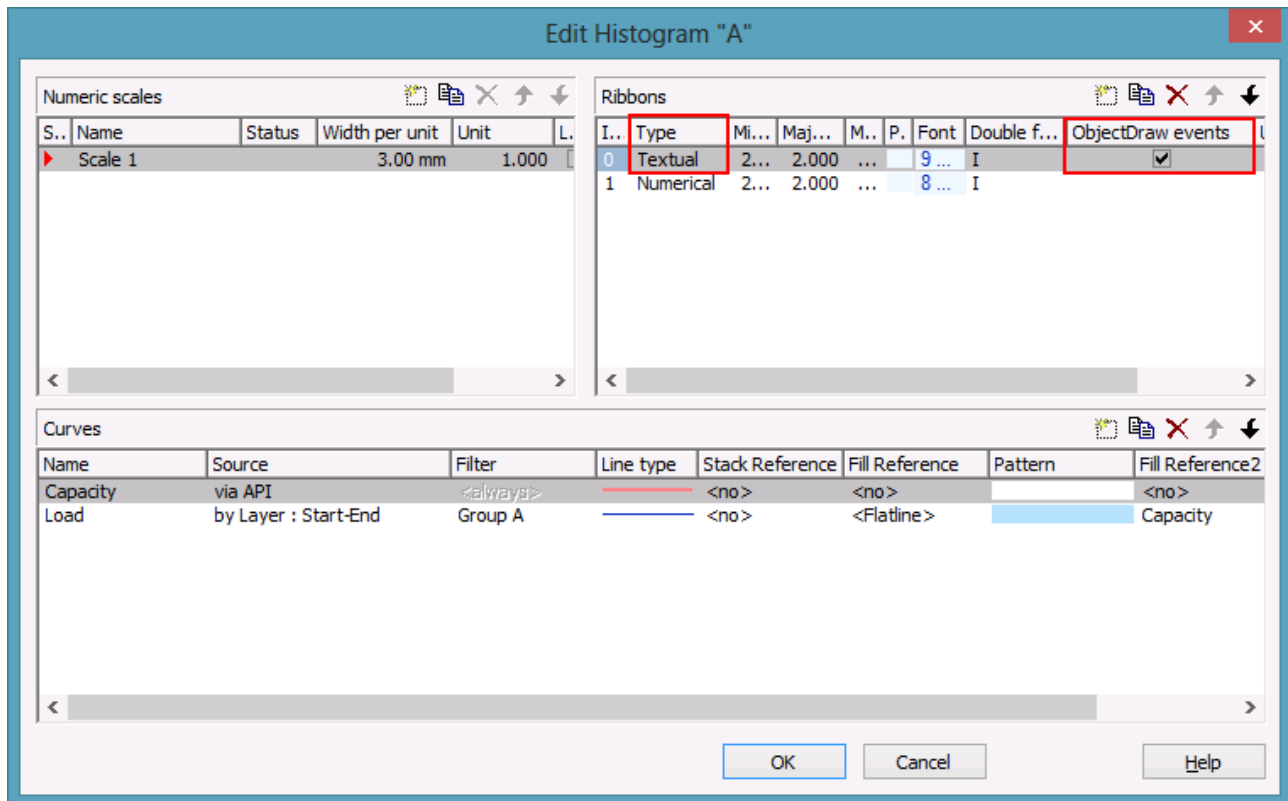 Edit Histogram "A"
Numeric scales
S.. Name Status Width per unit Unit L.
Scale 1 3.00 mm 1.000
Ribbons
I... Type Mi... Maj... M.. P. Font Double f... ObjectDraw events
0 Textual 2... 2.000 ... 9 ... I
1 Numerical 2... 2.000 ... 8 ... I
Curves
Name Source Filter Line type Stack Reference Fill Reference Pattern Fill Reference2
Capacity via API <always> <no> <no> <no>
Load by Layer : Start-End Group A <no> <Flatline> Capacity
OK Cancel Help